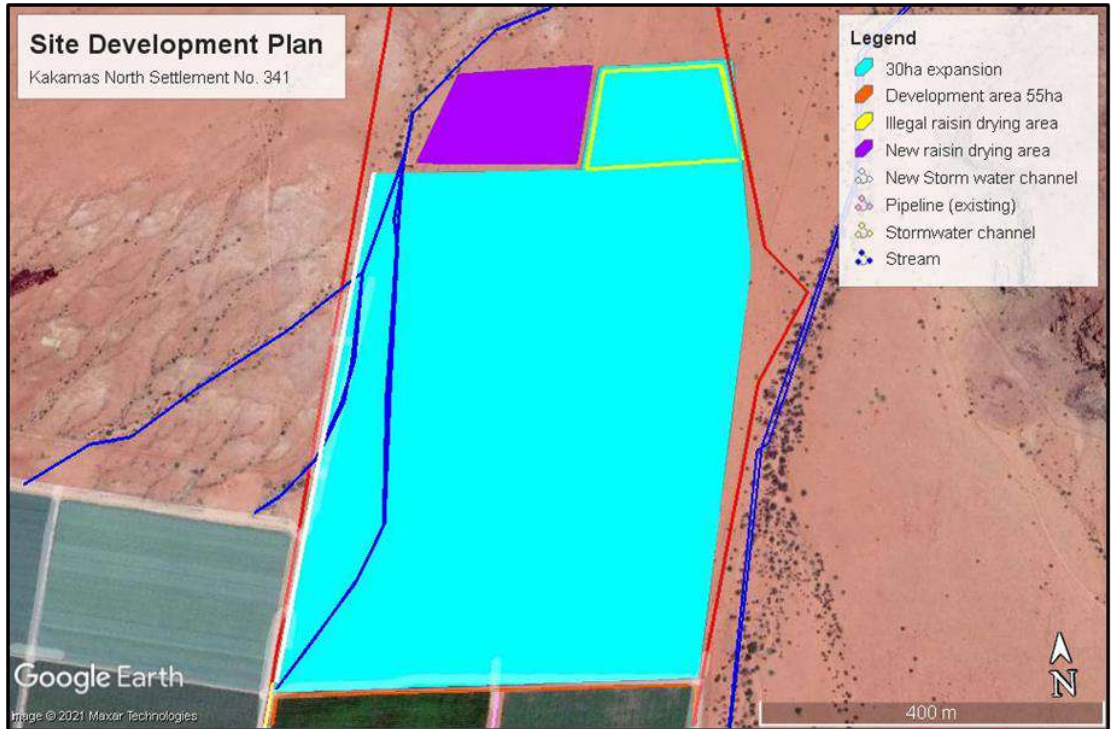 Site Development Plan
Kakamas North Settlement No. 341
Legend
30ha expansion
Development area 55ha
Illegal raisin drying area
New raisin drying area
New Storm water channel
Pipeline (existing)
Stormwater channel
Stream
N
Google Earth
Image © 2021 Maxar Technologies
400 m